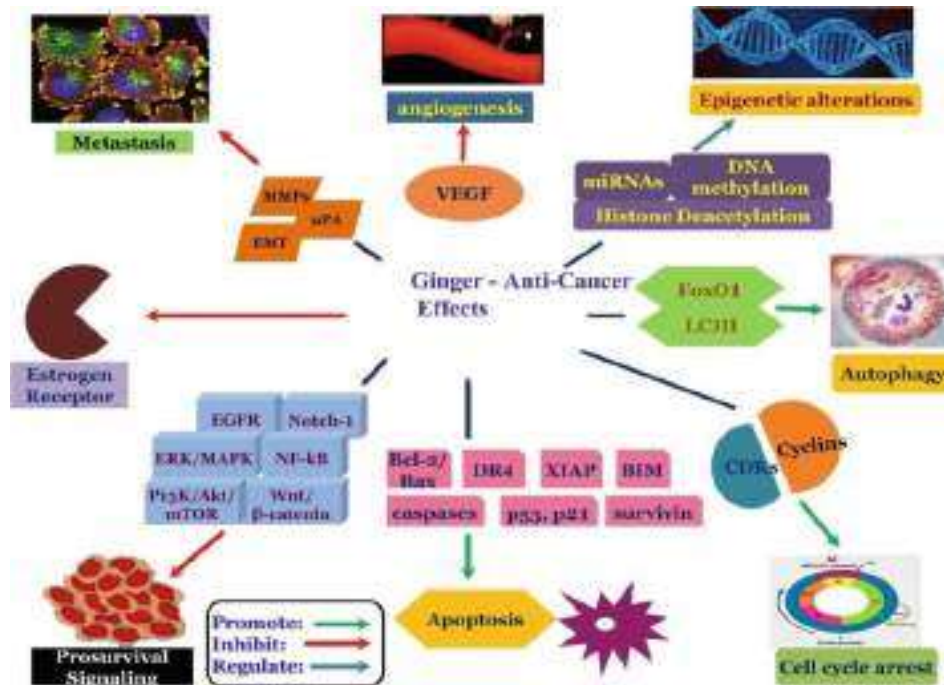 Metastasis
angiogenesis
Epigenetic alterations
MMPs
uPA
EMT
VEGF
miRNAs
DNA
methylation
Histone Deacetylation
Ginger - Anti-Cancer
Effects
FoxO1
LC3II
Autophagy
Estrogen
Receptor
EGFR
Notch-1
ERK/MAPK
NF-kB
Pi3K/Akt/
mTOR
Wnt/
β-catenin
Bcl-2/
Bax
DR4
XIAP
BIM
caspases
p53, p21
survivin
CDKs
Cyclins
Prosurvival
Signaling
Promote:
Inhibit:
Regulate:
Apoptosis
Cell cycle arrest